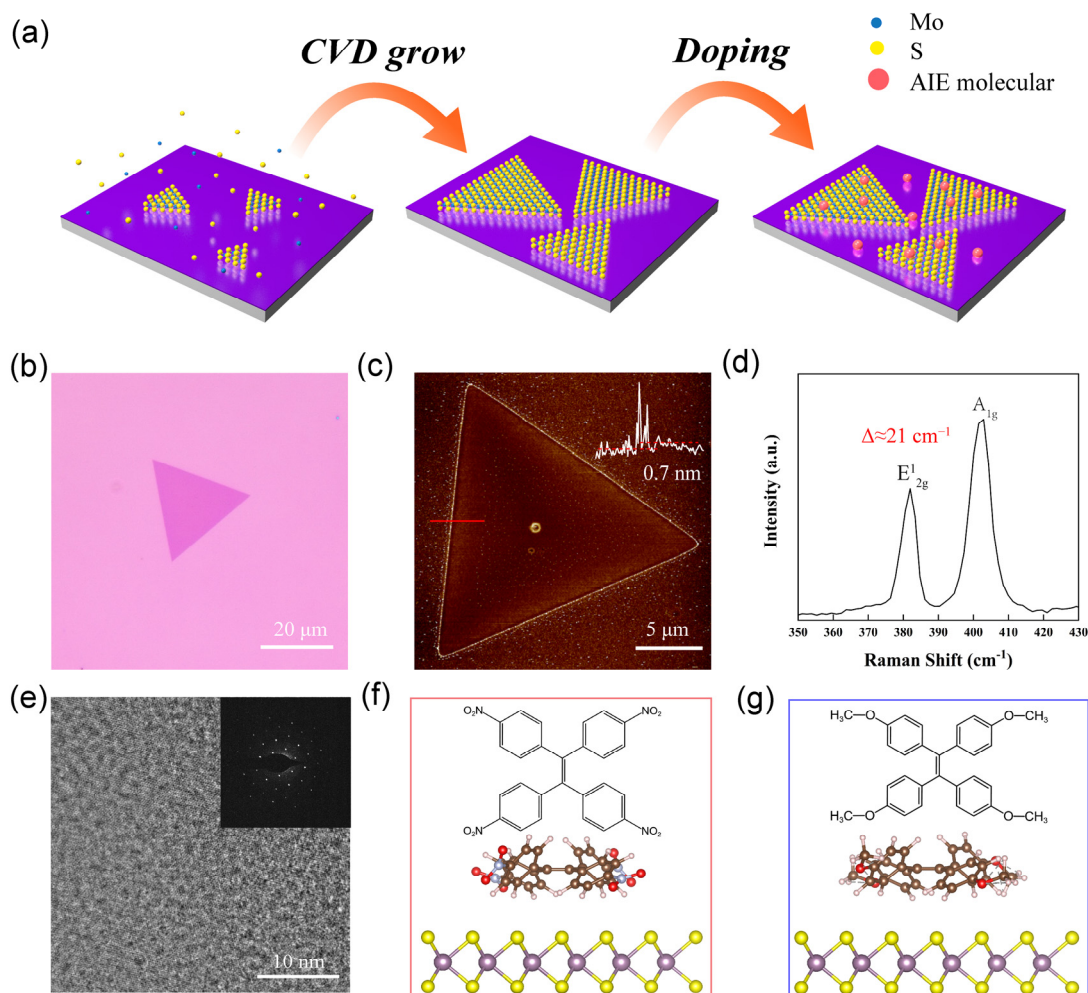 (a)
CVD grow
Doping
Mo
S
AIE molecular
(b)
20 μm
(c)
0.7 nm
5 μm
(d)
Δ≈21 cm⁻¹
E¹₂g
A₁g
Intensity (a.u.)
350 360 370 380 390 400 410 420 430
Raman Shift (cm⁻¹)
(e)
10 nm
(f)
O₂N
NO₂
O₂N
NO₂
(g)
H₃C—O
O—CH₃
H₃C—O
O—CH₃